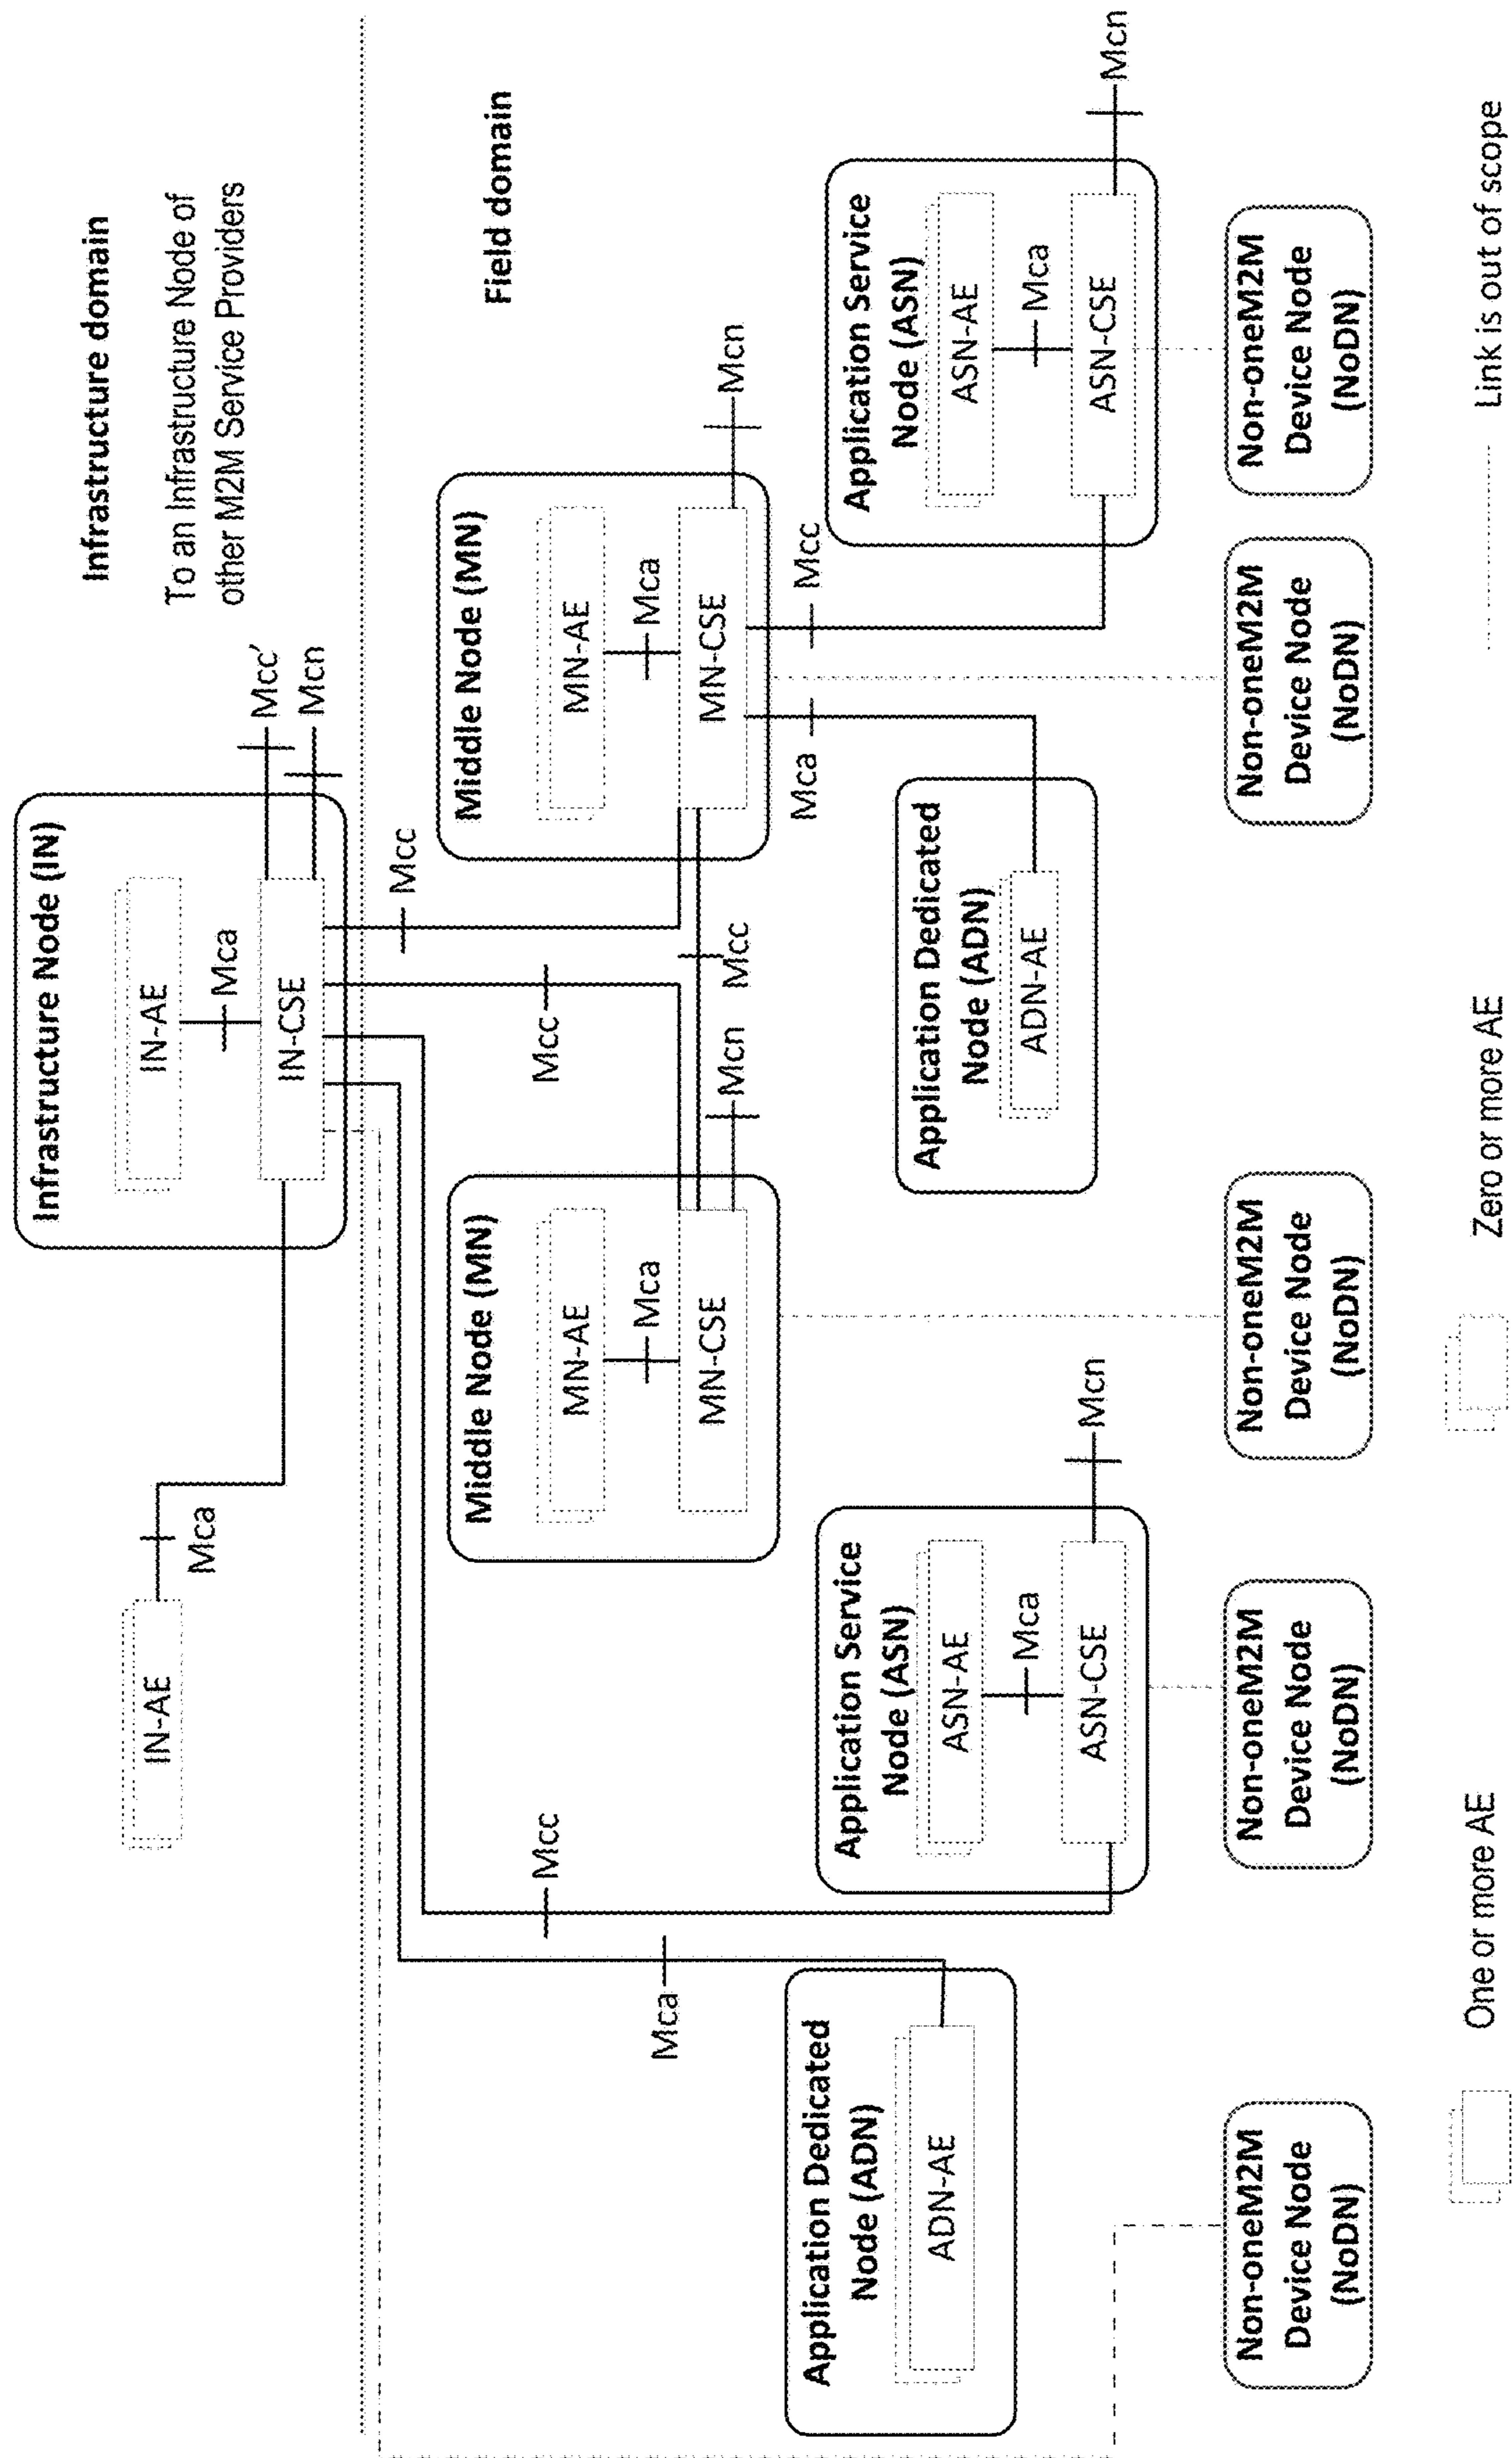 Infrastructure domain
To an Infrastructure Node of
other M2M Service Providers
Infrastructure Node (IN)
IN-AE
Mca
IN-CSE
Mcc'
Mcn
IN-AE
Mca
Field domain
Mcc
Mcc
Mcc
Mca
Middle Node (MN)
MN-AE
Mca
MN-CSE
Mcn
Mcc
Middle Node (MN)
MN-AE
Mca
MN-CSE
Mcn
Mca
Mcc
Application Dedicated
Node (ADN)
ADN-AE
Application Service
Node (ASN)
ASN-AE
Mca
ASN-CSE
Mcn
Application Dedicated
Node (ADN)
ADN-AE
Application Service
Node (ASN)
ASN-AE
Mca
ASN-CSE
Mcn
Non-oneM2M
Device Node
(NoDN)
Non-oneM2M
Device Node
(NoDN)
Non-oneM2M
Device Node
(NoDN)
Non-oneM2M
Device Node
(NoDN)
Non-oneM2M
Device Node
(NoDN)
One or more AE
Zero or more AE
Link is out of scope